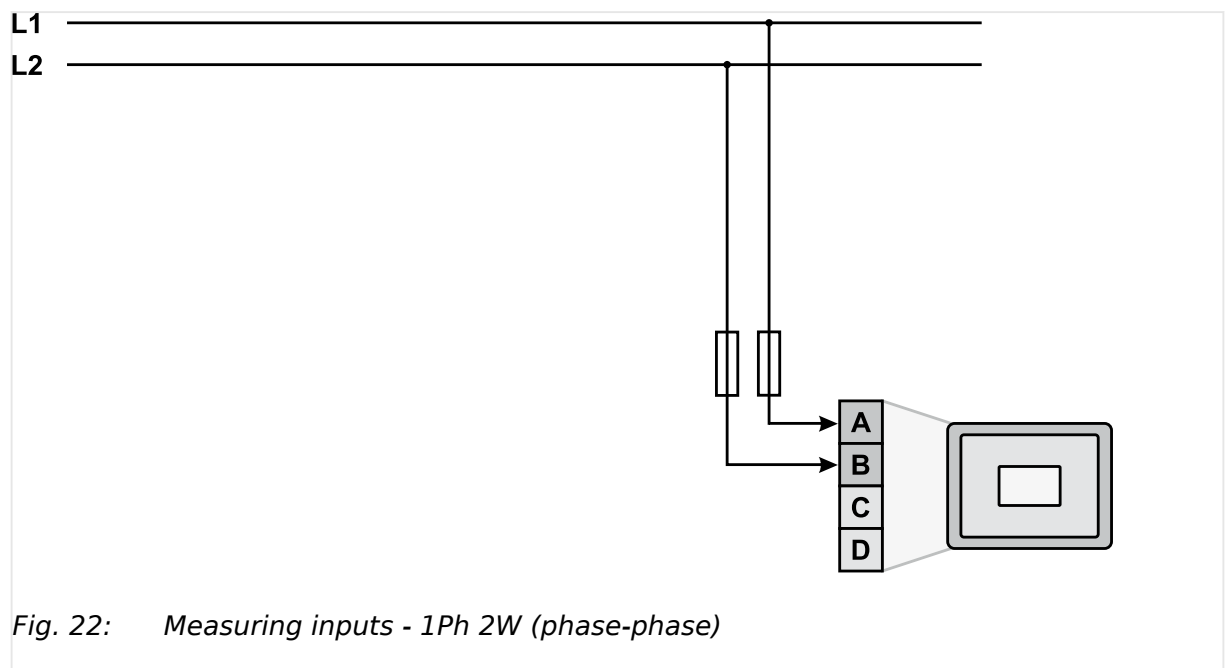 L1
L2
A
B
C
D
Fig. 22: Measuring inputs - 1Ph 2W (phase-phase)